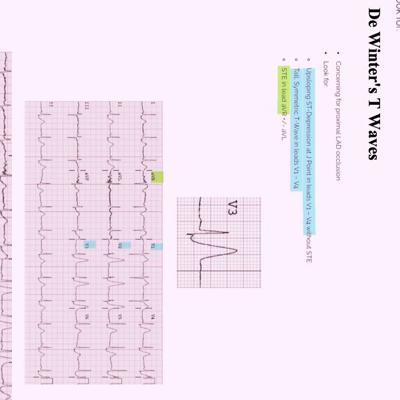 De Winter's T Waves
• Concerning for proximal LAD occlusion
• Look for:
Upsloping ST-Depression at J Point in leads V1 - V4 without STE
Tall, Symmetric T-Wave in leads V1 - V4
STE in lead aVR +/- aVL
V3
I
aVR
V1
V4
II
aVL
V2
V5
III
aVF
V3
V6